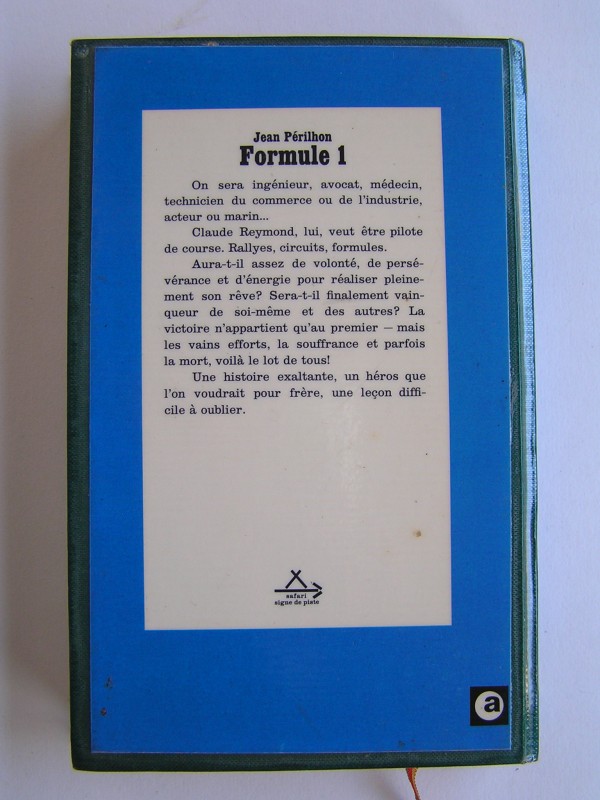 Jean Périlhon
Formule 1
On sera ingénieur, avocat, médecin,
technicien du commerce ou de l'industrie,
acteur ou marin...
Claude Reymond, lui, veut être pilote
de course. Rallyes, circuits, formules.
Aura-t-il assez de volonté, de persé-
vérance et d'énergie pour réaliser pleine-
ment son rêve? Sera-t-il finalement vain-
queur de soi-même et des autres? La
victoire n'appartient qu'au premier — mais
les vains efforts, la souffrance et parfois
la mort, voilà le lot de tous!
Une histoire exaltante, un héros que
l'on voudrait pour frère, une leçon diffi-
cile à oublier.
safari
signe de piste
a